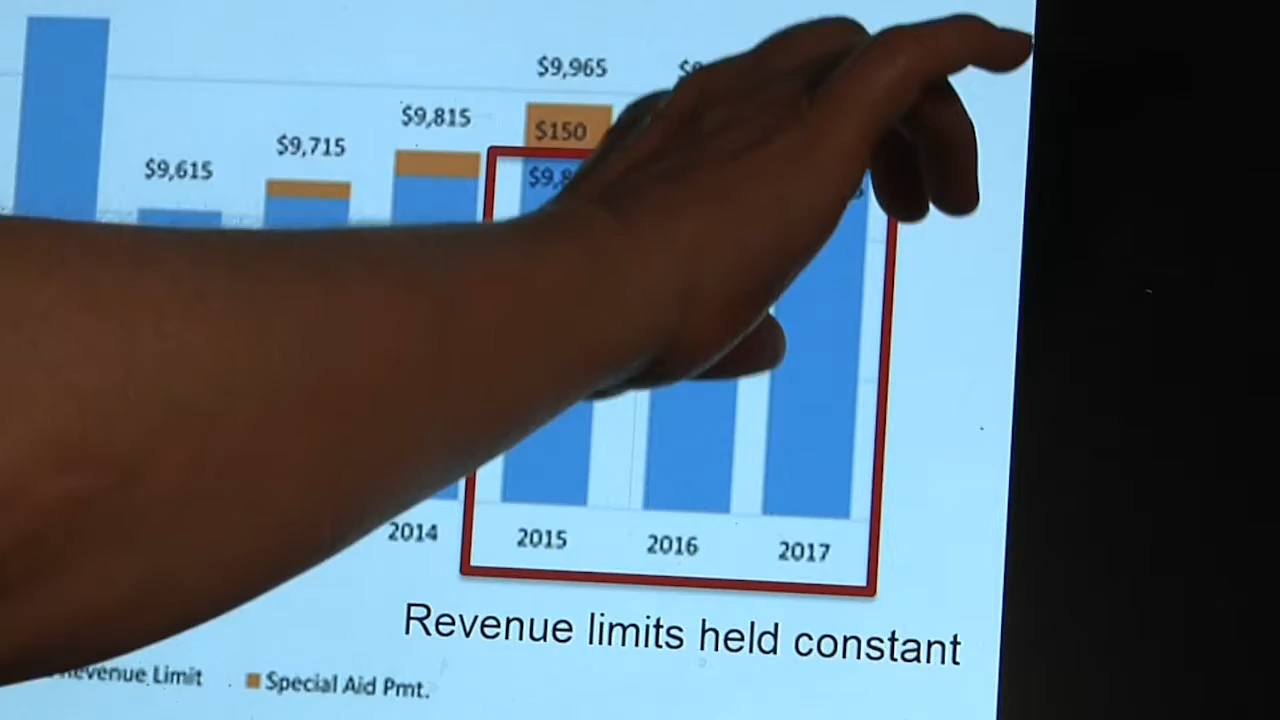 $9,965
$9,815
$9,715
$9,615
$150
2014 2015 2016 2017
Revenue limits held constant
Limit Special Aid Pmt.